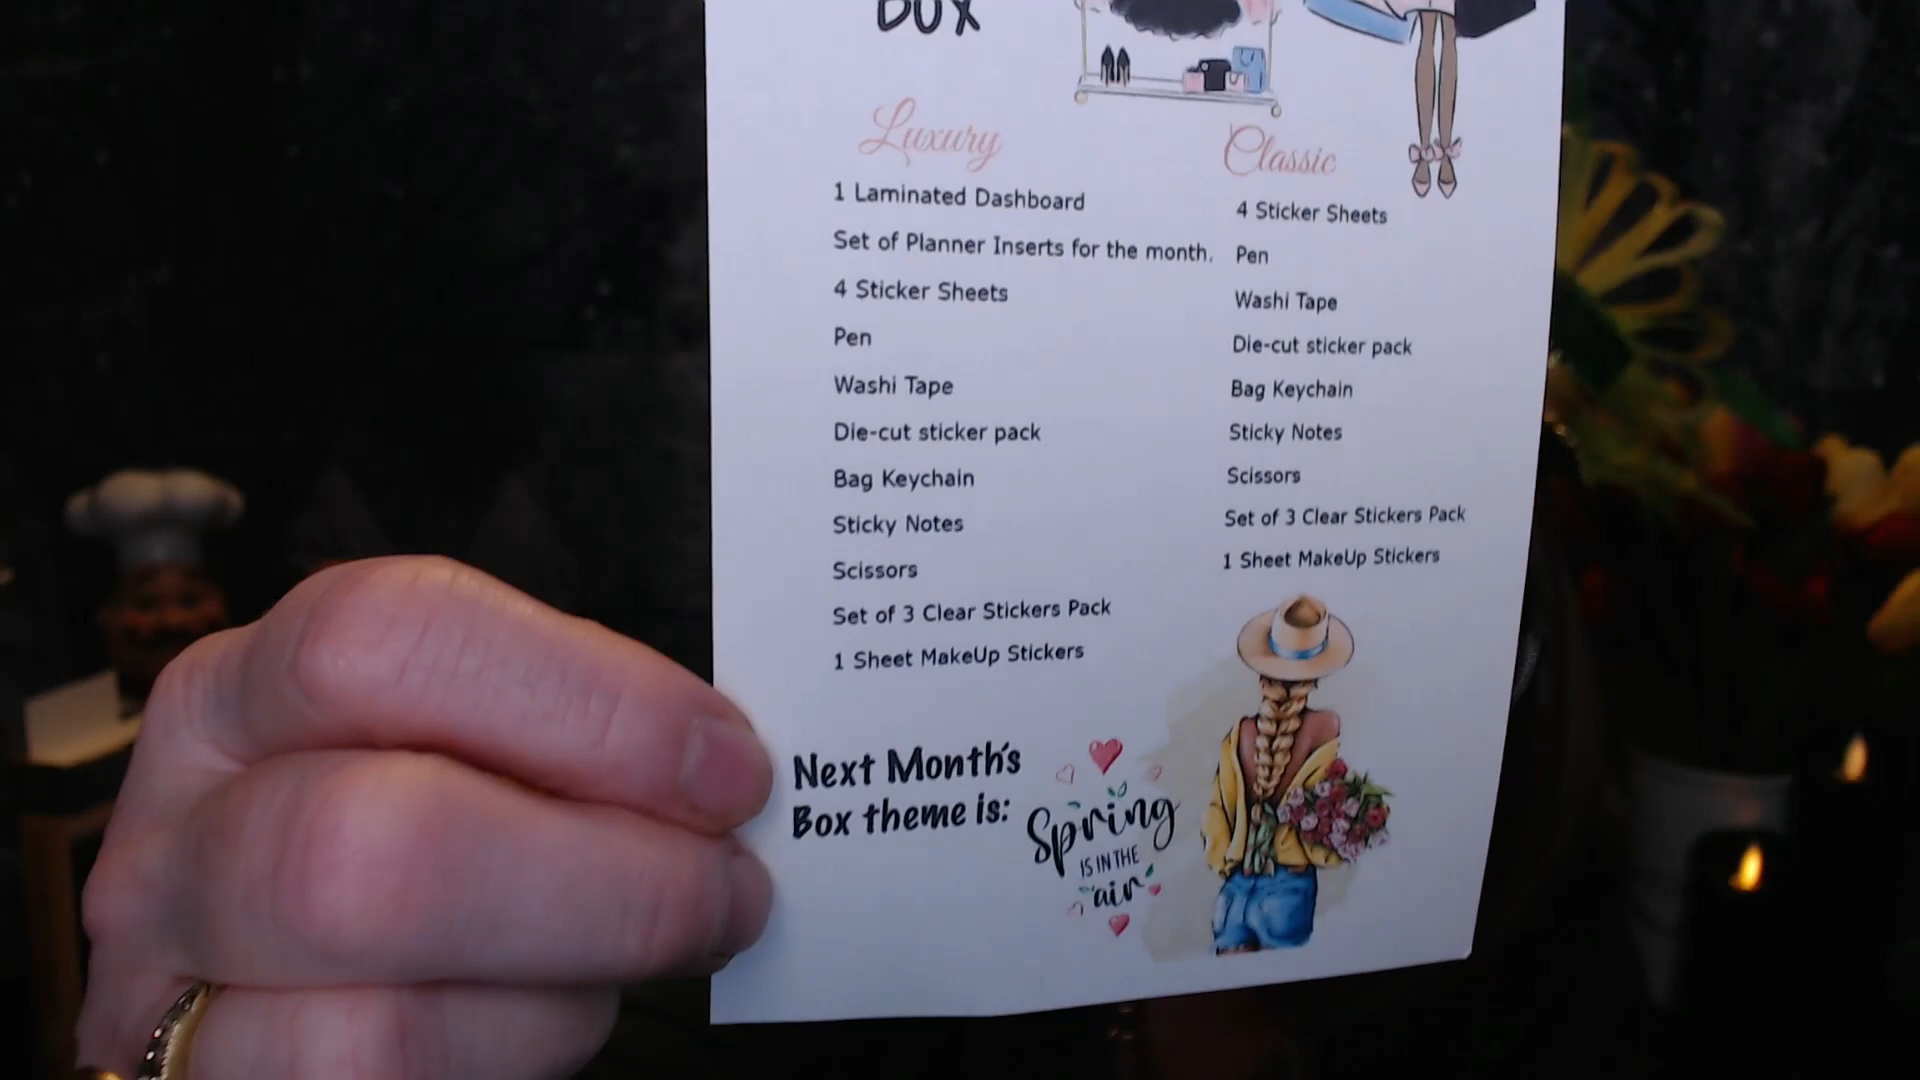 BOX
Luxury
1 Laminated Dashboard
Set of Planner Inserts for the month.
4 Sticker Sheets
Pen
Washi Tape
Die-cut sticker pack
Bag Keychain
Sticky Notes
Scissors
Set of 3 Clear Stickers Pack
1 Sheet MakeUp Stickers
Classic
4 Sticker Sheets
Pen
Washi Tape
Die-cut sticker pack
Bag Keychain
Sticky Notes
Scissors
Set of 3 Clear Stickers Pack
1 Sheet MakeUp Stickers
Next Month's
Box theme is:
Spring
IS IN THE
air